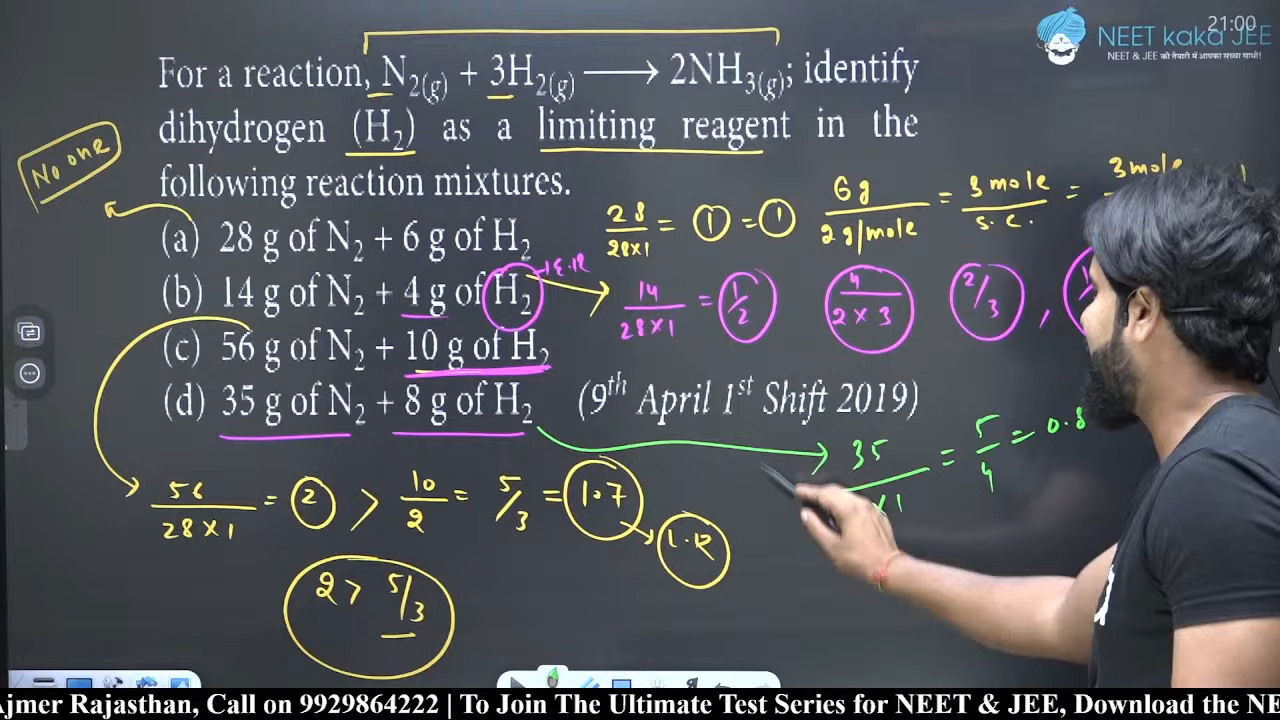 21:00
NEET kaka JEE
NEET & JEE की तैयारी में आपका सच्चा साथी!
For a reaction, N2(g) + 3H2(g) ⟶ 2NH3(g); identify
dihydrogen (H2) as a limiting reagent in the
following reaction mixtures.
No one
(a) 28 g of N2 + 6 g of H2
28/28×1 = 1 = 1
6g/2g/mole = 3 mole/s.c. = 3 mole
(b) 14 g of N2 + 4 g of H2
14/28×1 = 1/2
4/2×3
2/3 ,
(c) 56 g of N2 + 10 g of H2
(d) 35 g of N2 + 8 g of H2 (9th April 1st Shift 2019)
35/×1 = 5/4 = 0.8
56/28×1 = 2 > 10/2 = 5/3 = 1.7
L.R
2 > 5/3
Ajmer Rajasthan, Call on 9929864222 | To Join The Ultimate Test Series for NEET & JEE, Download the NE